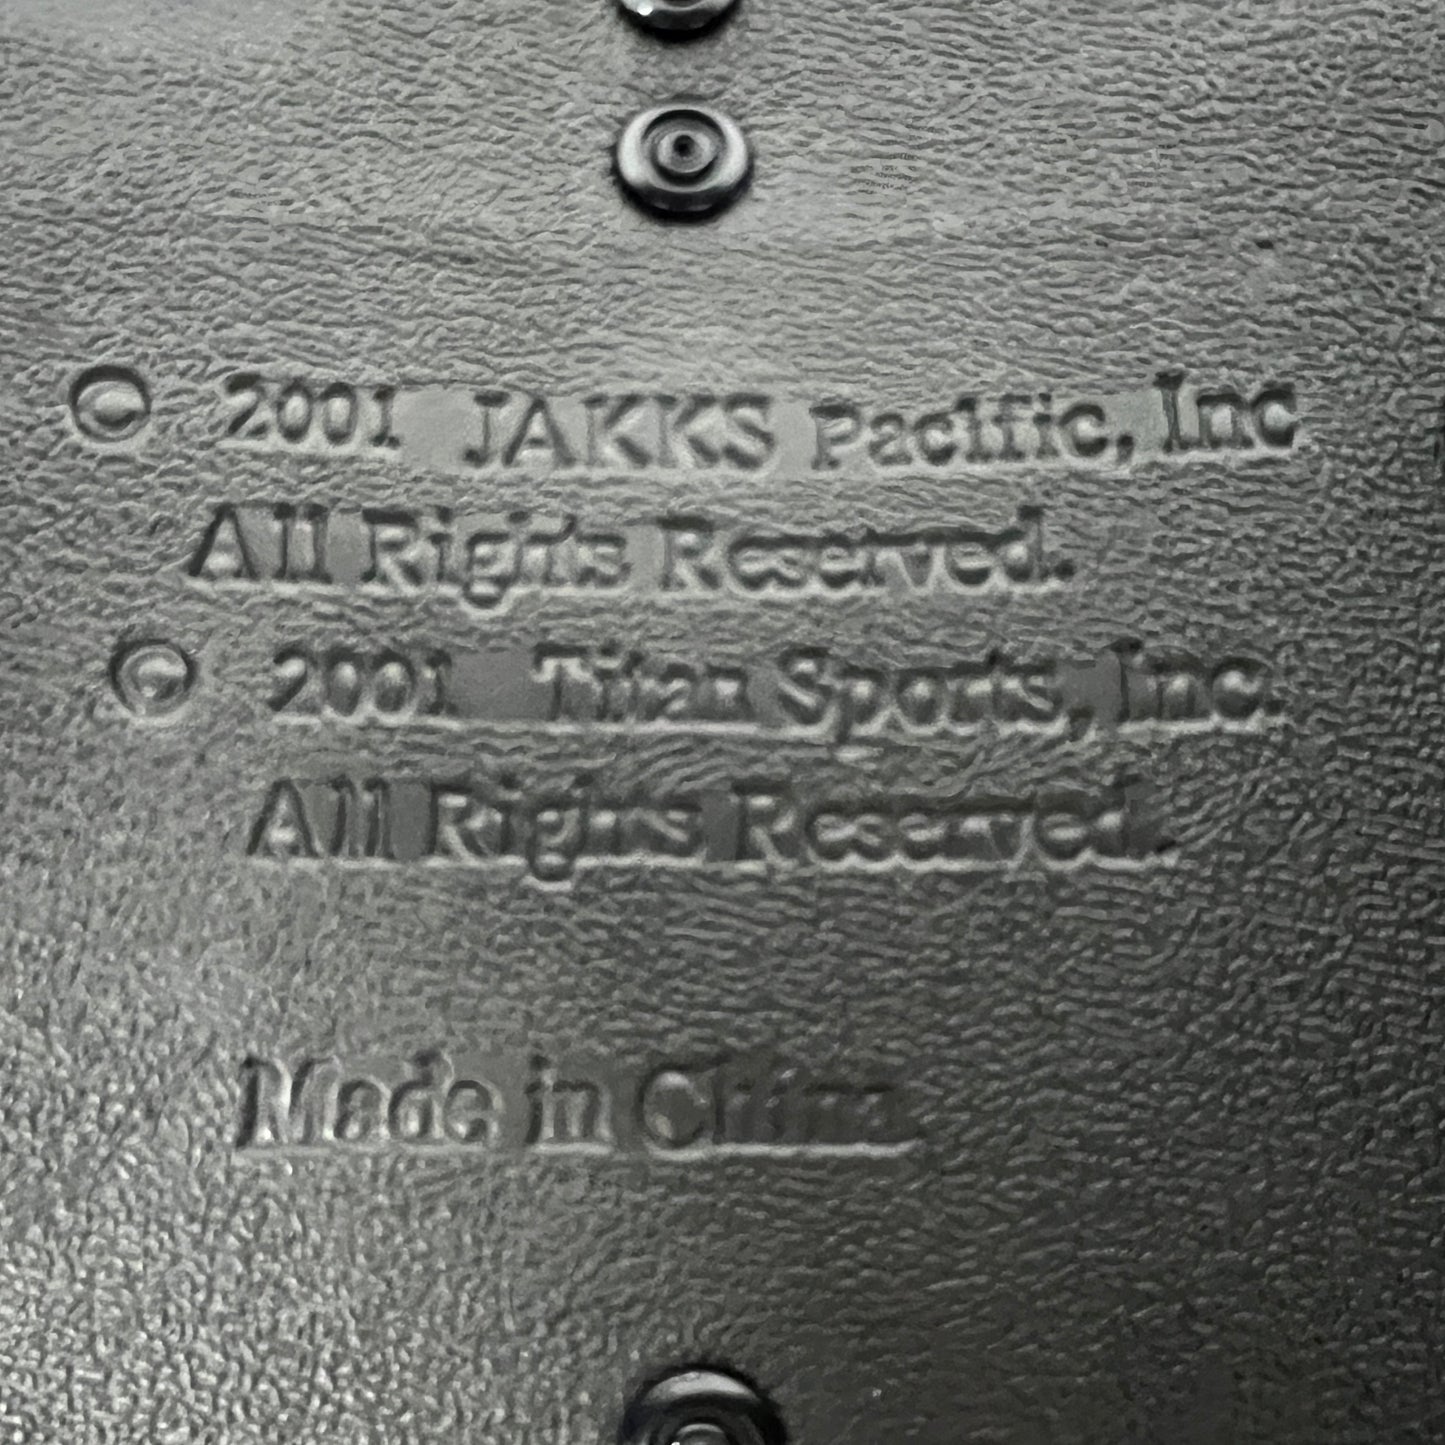 © 2001 JAKKS Pacific, Inc
All Rights Reserved.
© 2001 Titan Sports, Inc.
All Rights Reserved.
Made in China